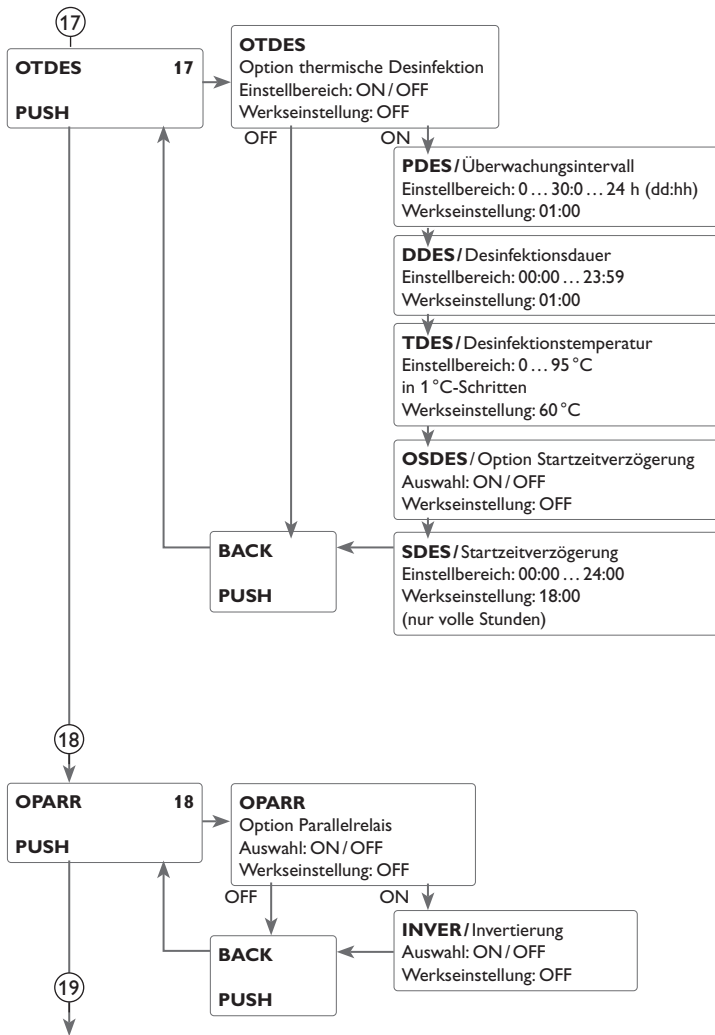 17
OTDES 17
PUSH
OTDES
Option thermische Desinfektion
Einstellbereich: ON / OFF
Werkseinstellung: OFF
OFF ON
PDES / Überwachungsintervall
Einstellbereich: 0 … 30:0 … 24 h (dd:hh)
Werkseinstellung: 01:00
DDES / Desinfektionsdauer
Einstellbereich: 00:00 … 23:59
Werkseinstellung: 01:00
TDES / Desinfektionstemperatur
Einstellbereich: 0 … 95 °C
in 1 °C-Schritten
Werkseinstellung: 60 °C
OSDES / Option Startzeitverzögerung
Auswahl: ON / OFF
Werkseinstellung: OFF
SDES / Startzeitverzögerung
Einstellbereich: 00:00 … 24:00
Werkseinstellung: 18:00
(nur volle Stunden)
BACK
PUSH
18
OPARR 18
PUSH
OPARR
Option Parallelrelais
Auswahl: ON / OFF
Werkseinstellung: OFF
OFF ON
INVER / Invertierung
Auswahl: ON / OFF
Werkseinstellung: OFF
BACK
PUSH
19